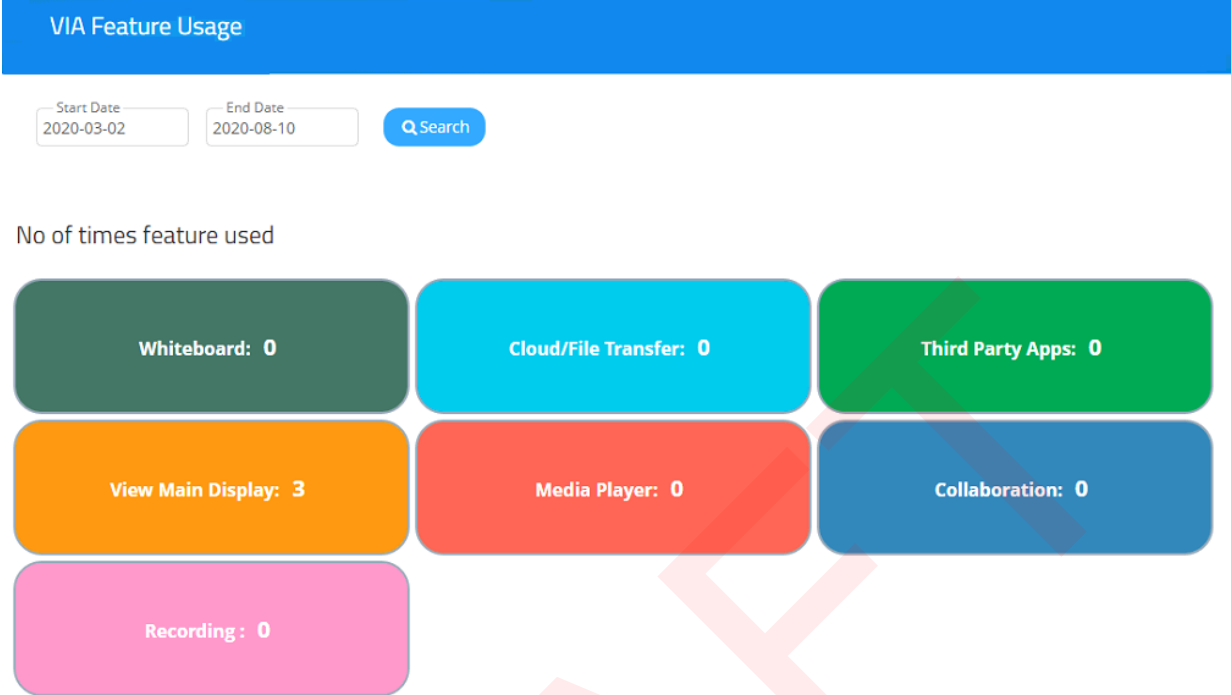 VIA Feature Usage
Start Date End Date
2020-03-02 2020-08-10 Search
No of times feature used
Whiteboard: 0 Cloud/File Transfer: 0 Third Party Apps: 0
View Main Display: 3 Media Player: 0 Collaboration: 0
Recording : 0